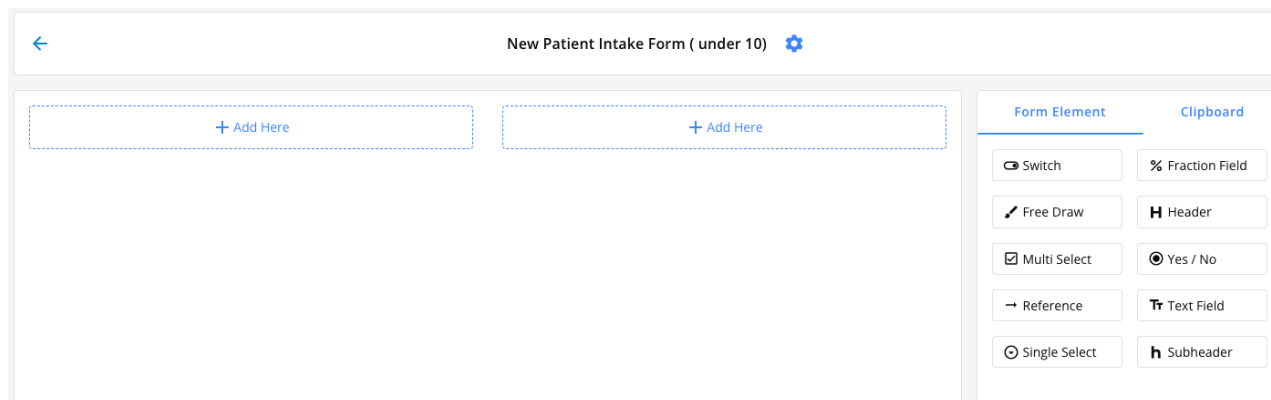 New Patient Intake Form ( under 10)
+ Add Here
+ Add Here
Form Element
Clipboard
Switch
Fraction Field
Free Draw
Header
Multi Select
Yes / No
Reference
Text Field
Single Select
Subheader